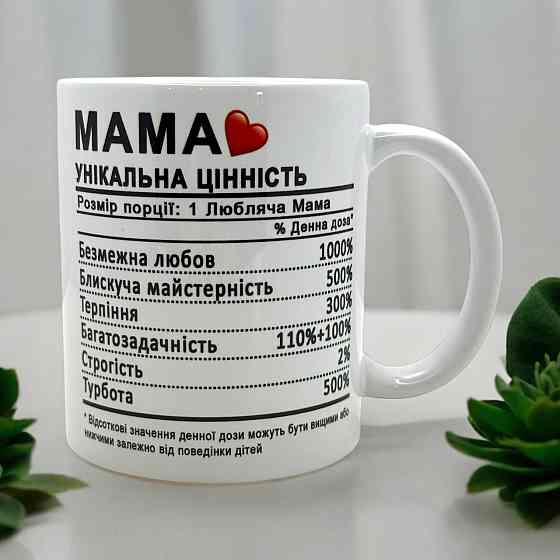 МАМА❤
УНІКАЛЬНА ЦІННІСТЬ
Розмір порції: 1 Любляча Мама
% Денна доза*
Безмежна любов 1000%
Блискуча майстерність 500%
Терпіння 300%
Багатозадачність 110%+100%
Строгість 2%
Турбота 500%
* Відсоткові значення денної дози можуть бути вищими або
нижчими залежно від поведінки дітей